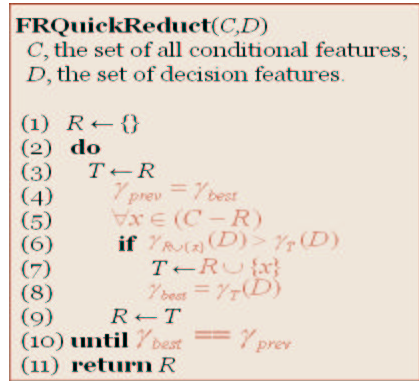 FRQuickReduct(C,D)
C, the set of all conditional features;
D, the set of decision features.
(1) R ← {}
(2) do
(3) T ← R
(4) γprev = γbest
(5) ∀x ∈ (C − R)
(6) if γR∪{x}(D) > γT(D)
(7) T ← R ∪ {x}
(8) γbest = γT(D)
(9) R ← T
(10) until γbest == γprev
(11) return R